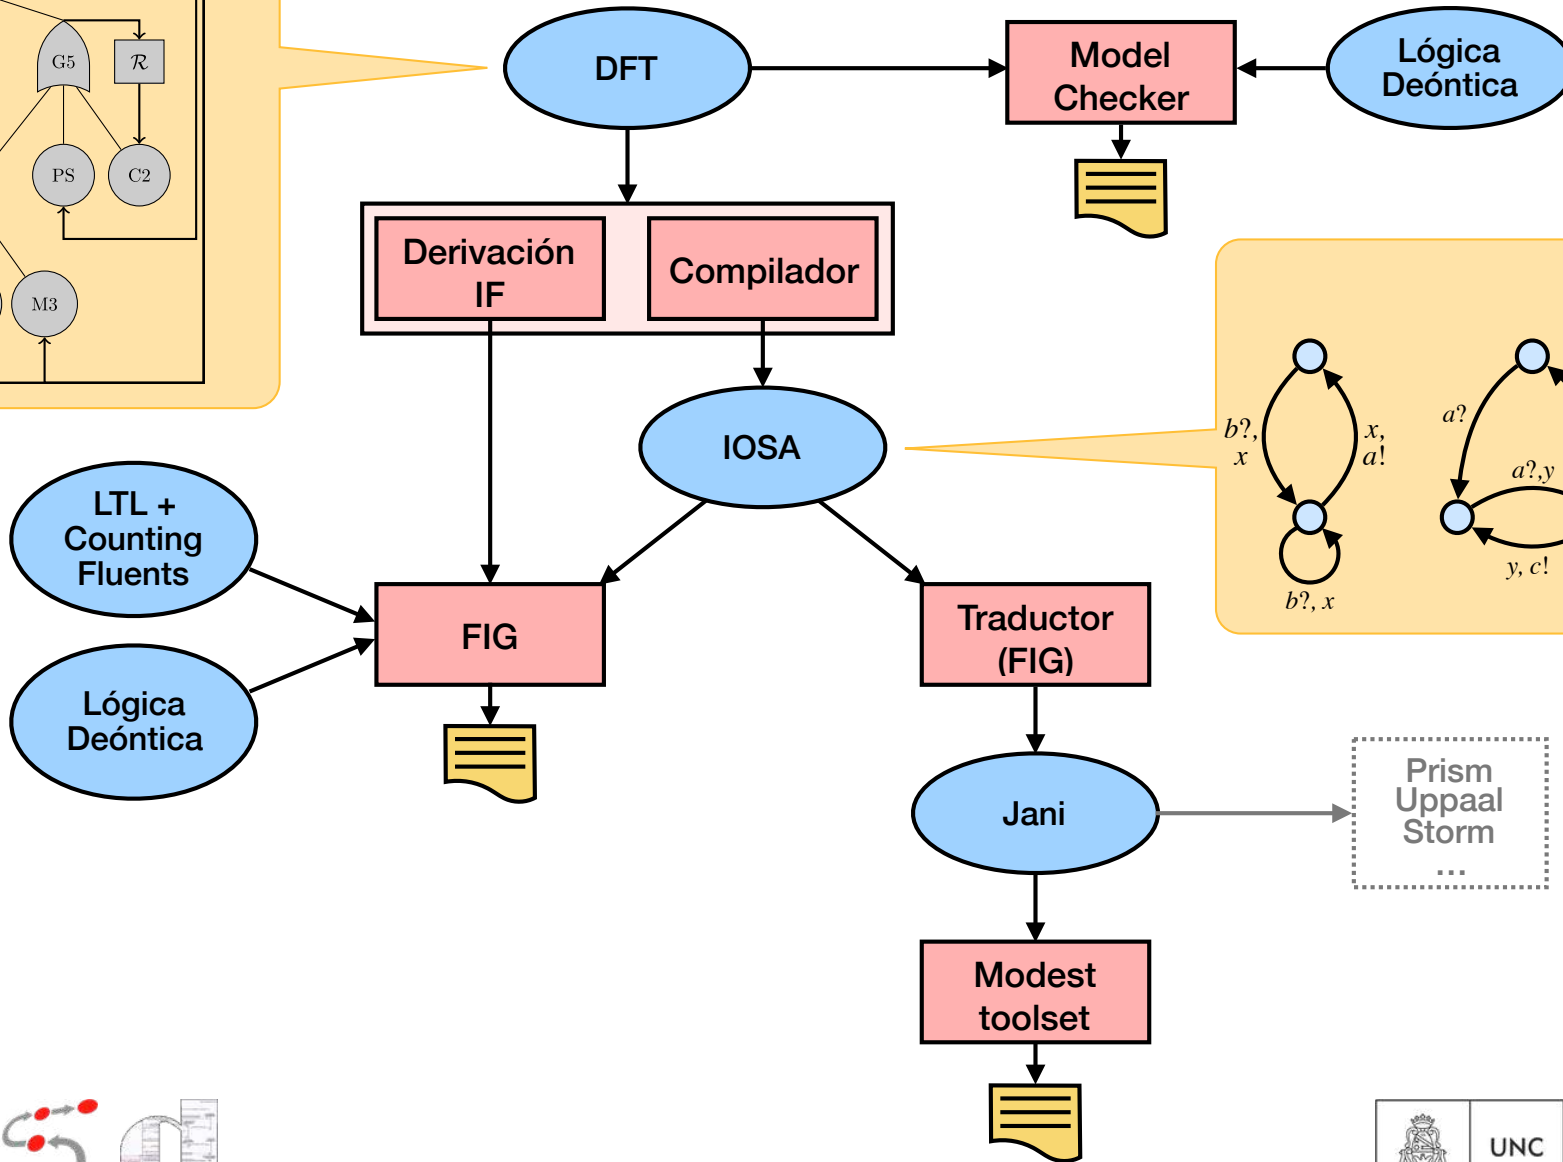 G5
R
PS
C2
M3
DFT
Model
Checker
Lógica
Deóntica
Derivación
IF
Compilador
IOSA
b?,
x
x,
a!
b?, x
a?
a?,y
y, c!
LTL +
Counting
Fluents
Lógica
Deóntica
FIG
Traductor
(FIG)
Jani
Prism
Uppaal
Storm
...
Modest
toolset
UNC